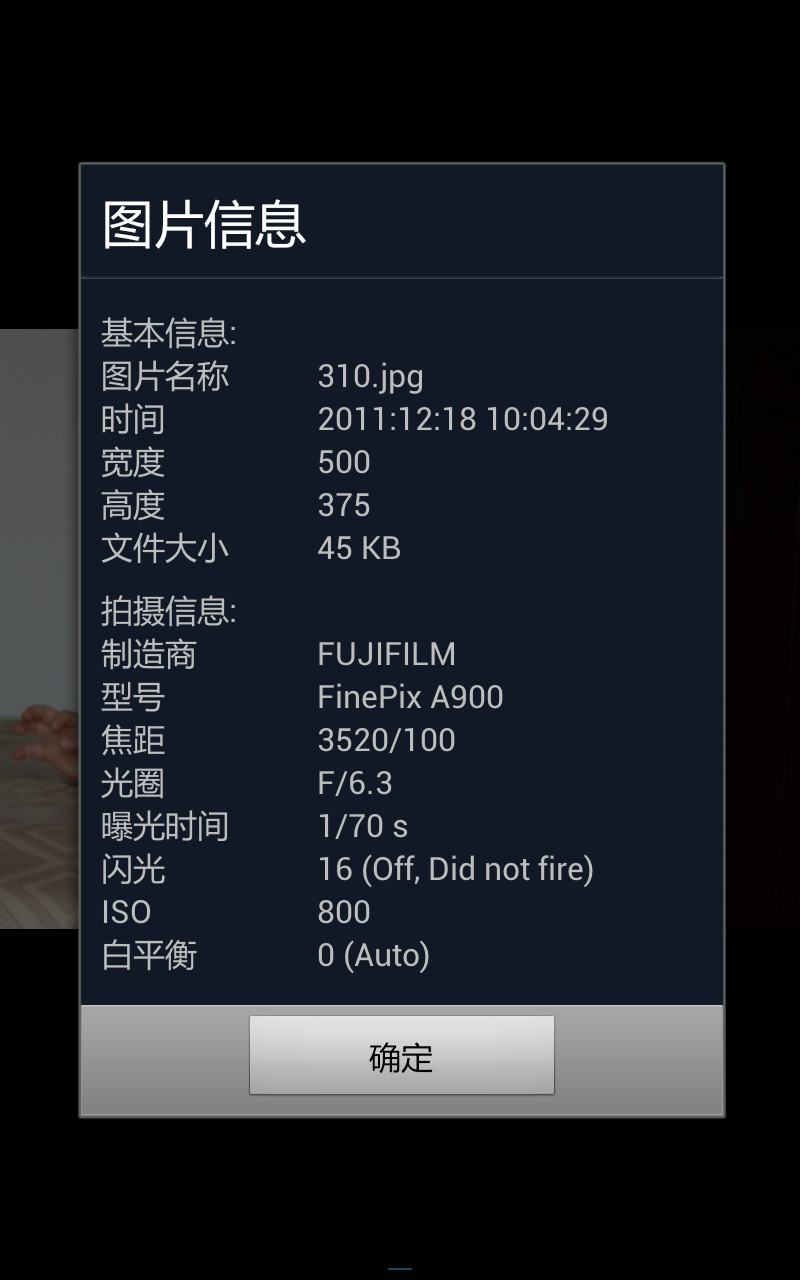 图片信息
基本信息:
图片名称 310.jpg
时间 2011:12:18 10:04:29
宽度 500
高度 375
文件大小 45 KB
拍摄信息:
制造商 FUJIFILM
型号 FinePix A900
焦距 3520/100
光圈 F/6.3
曝光时间 1/70 s
闪光 16 (Off, Did not fire)
ISO 800
白平衡 0 (Auto)
确定